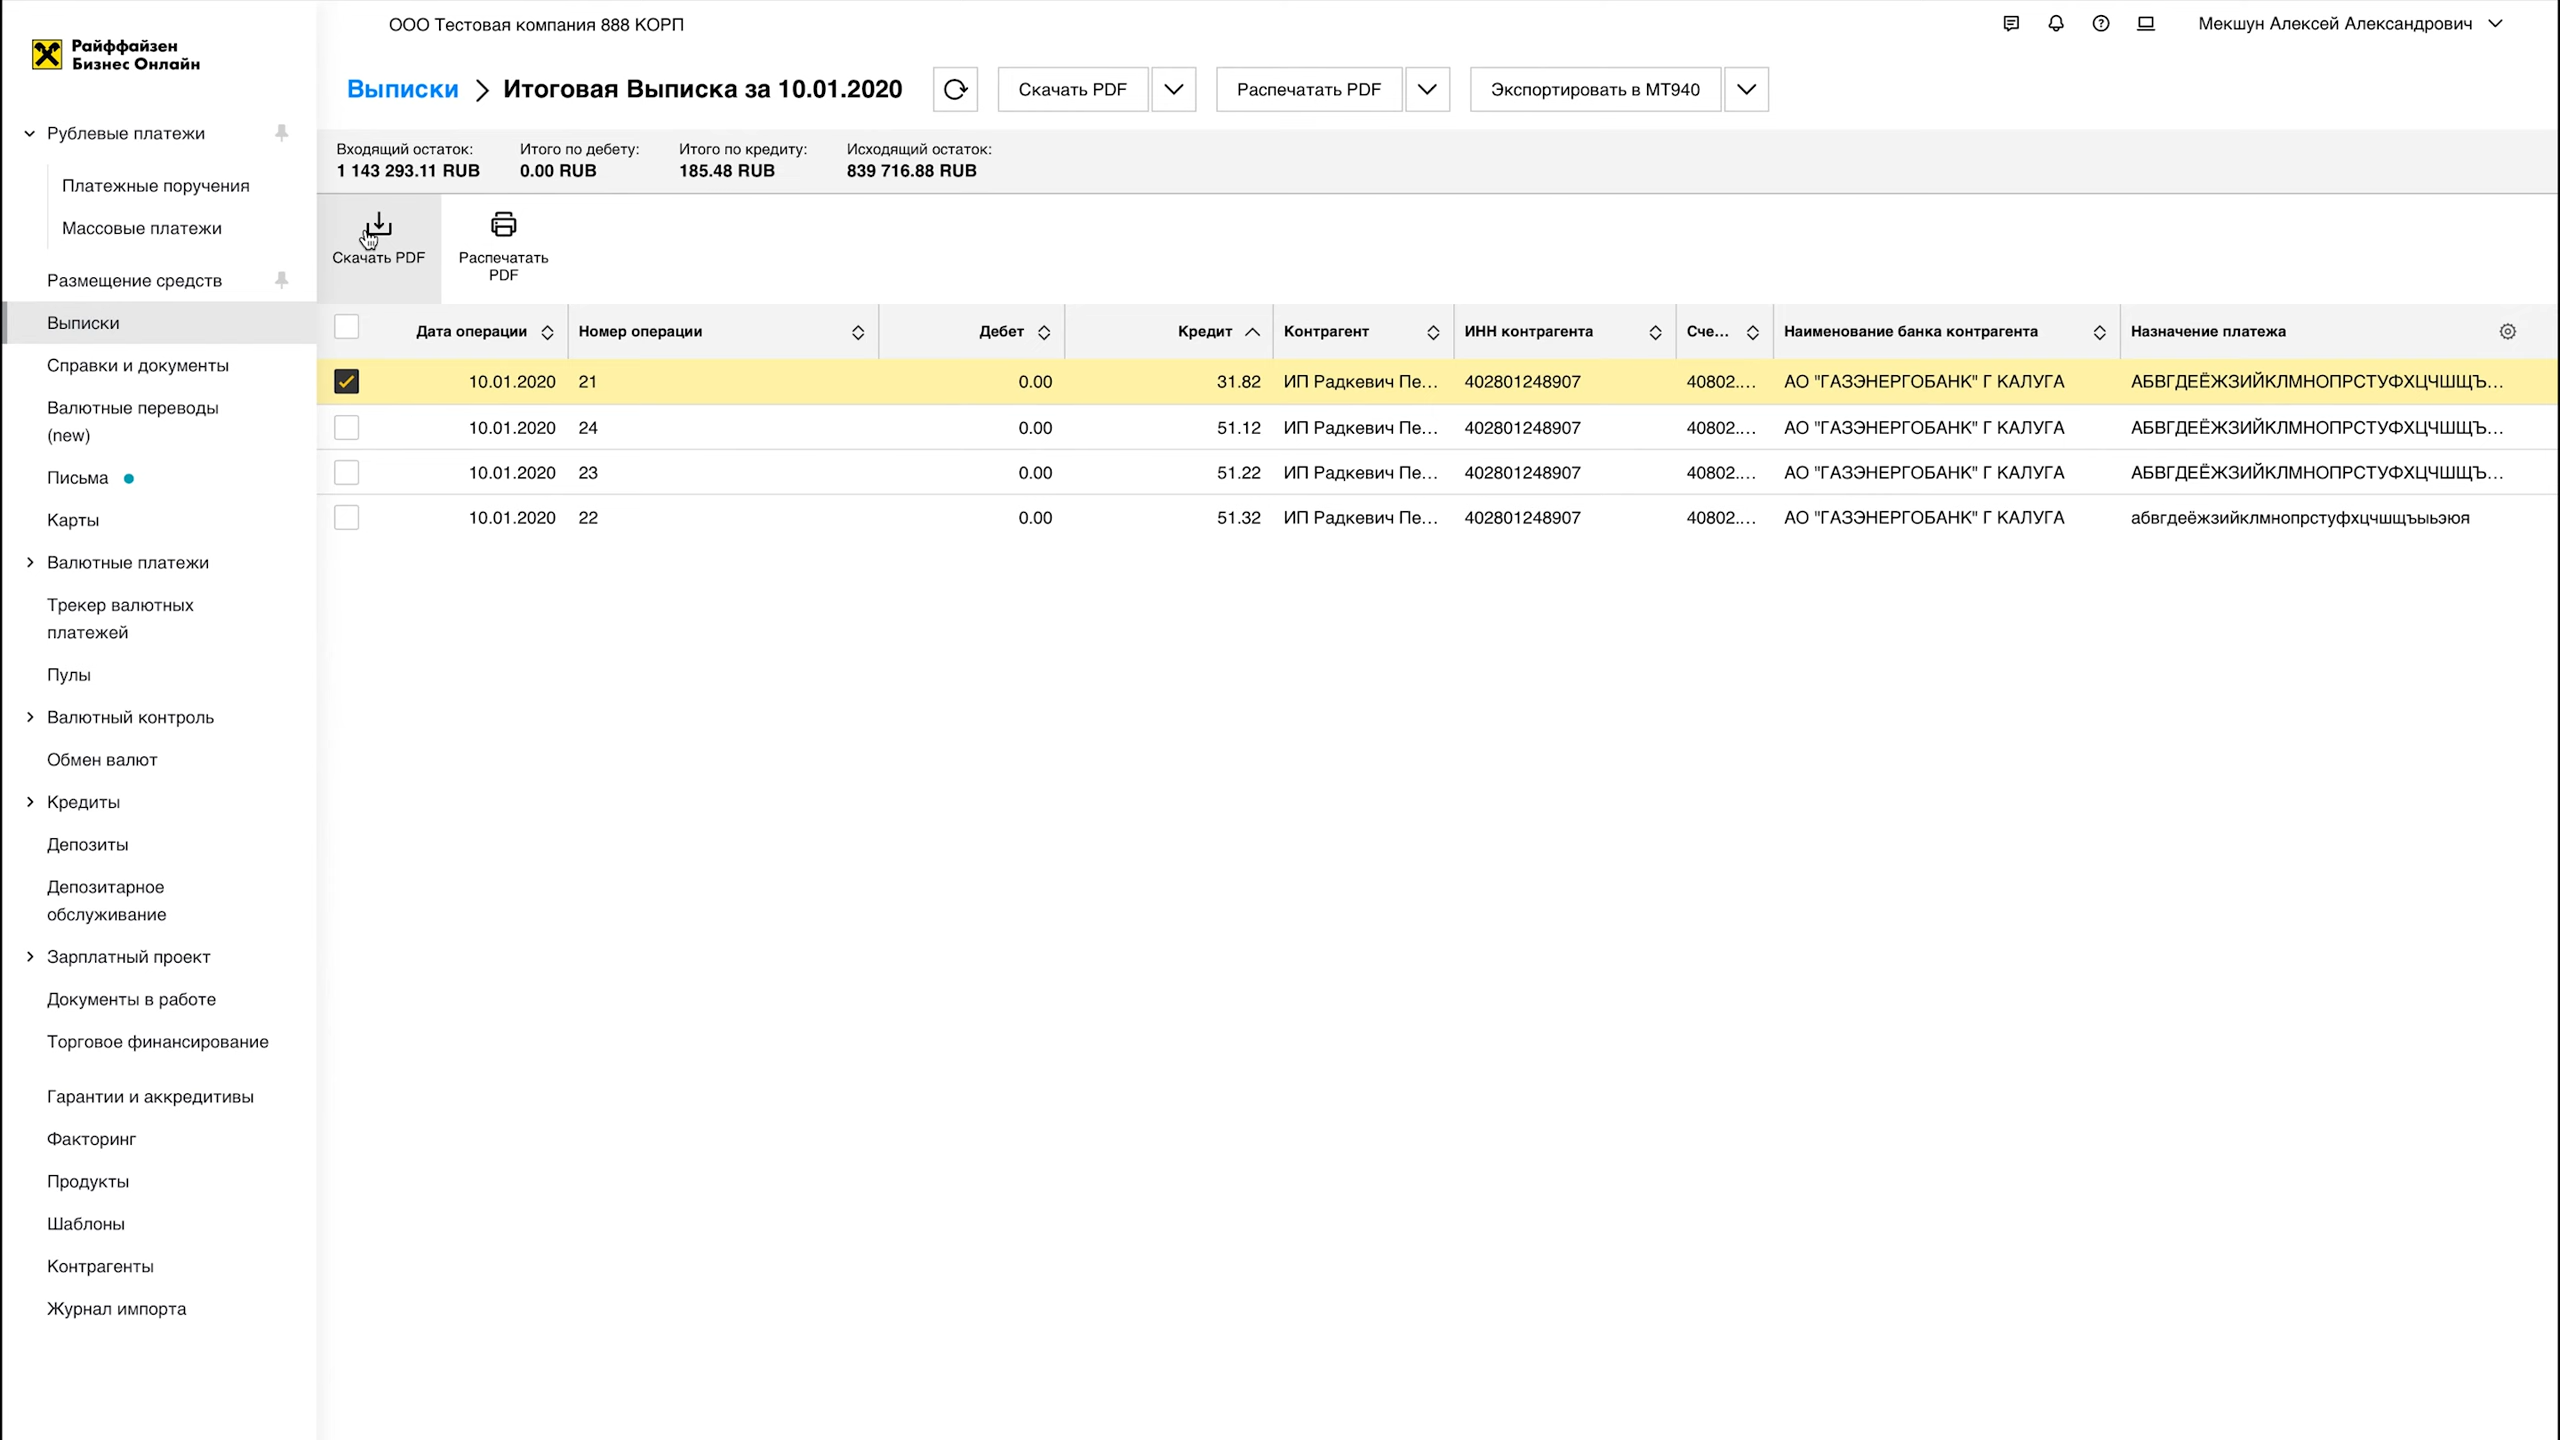 ООО Тестовая компания 888 КОРП
Мекшун Алексей Александрович
Райффайзен
Бизнес Онлайн
Выписки > Итоговая Выписка за 10.01.2020
Скачать PDF
Распечатать PDF
Экспортировать в МТ940
Входящий остаток: Итого по дебету: Итого по кредиту: Исходящий остаток:
1 143 293.11 RUB 0.00 RUB 185.48 RUB 839 716.88 RUB
Скачать PDF
Распечатать
PDF
Рублевые платежи
Платежные поручения
Массовые платежи
Размещение средств
Выписки
Справки и документы
Валютные переводы
(new)
Письма
Карты
Валютные платежи
Трекер валютных
платежей
Пулы
Валютный контроль
Обмен валют
Кредиты
Депозиты
Депозитарное
обслуживание
Зарплатный проект
Документы в работе
Торговое финансирование
Гарантии и аккредитивы
Факторинг
Продукты
Шаблоны
Контрагенты
Журнал импорта
Дата операции Номер операции Дебет Кредит Контрагент ИНН контрагента Сче... Наименование банка контрагента Назначение платежа
10.01.2020 21 0.00 31.82 ИП Радкевич Пе... 402801248907 40802.... АО "ГАЗЭНЕРГОБАНК" Г КАЛУГА АБВГДЕЁЖЗИЙКЛМНОПРСТУФХЦЧШЩЪ...
10.01.2020 24 0.00 51.12 ИП Радкевич Пе... 402801248907 40802.... АО "ГАЗЭНЕРГОБАНК" Г КАЛУГА АБВГДЕЁЖЗИЙКЛМНОПРСТУФХЦЧШЩЪ...
10.01.2020 23 0.00 51.22 ИП Радкевич Пе... 402801248907 40802.... АО "ГАЗЭНЕРГОБАНК" Г КАЛУГА АБВГДЕЁЖЗИЙКЛМНОПРСТУФХЦЧШЩЪ...
10.01.2020 22 0.00 51.32 ИП Радкевич Пе... 402801248907 40802.... АО "ГАЗЭНЕРГОБАНК" Г КАЛУГА абвгдеёжзийклмнопрстуфхцчшщъыьэюя